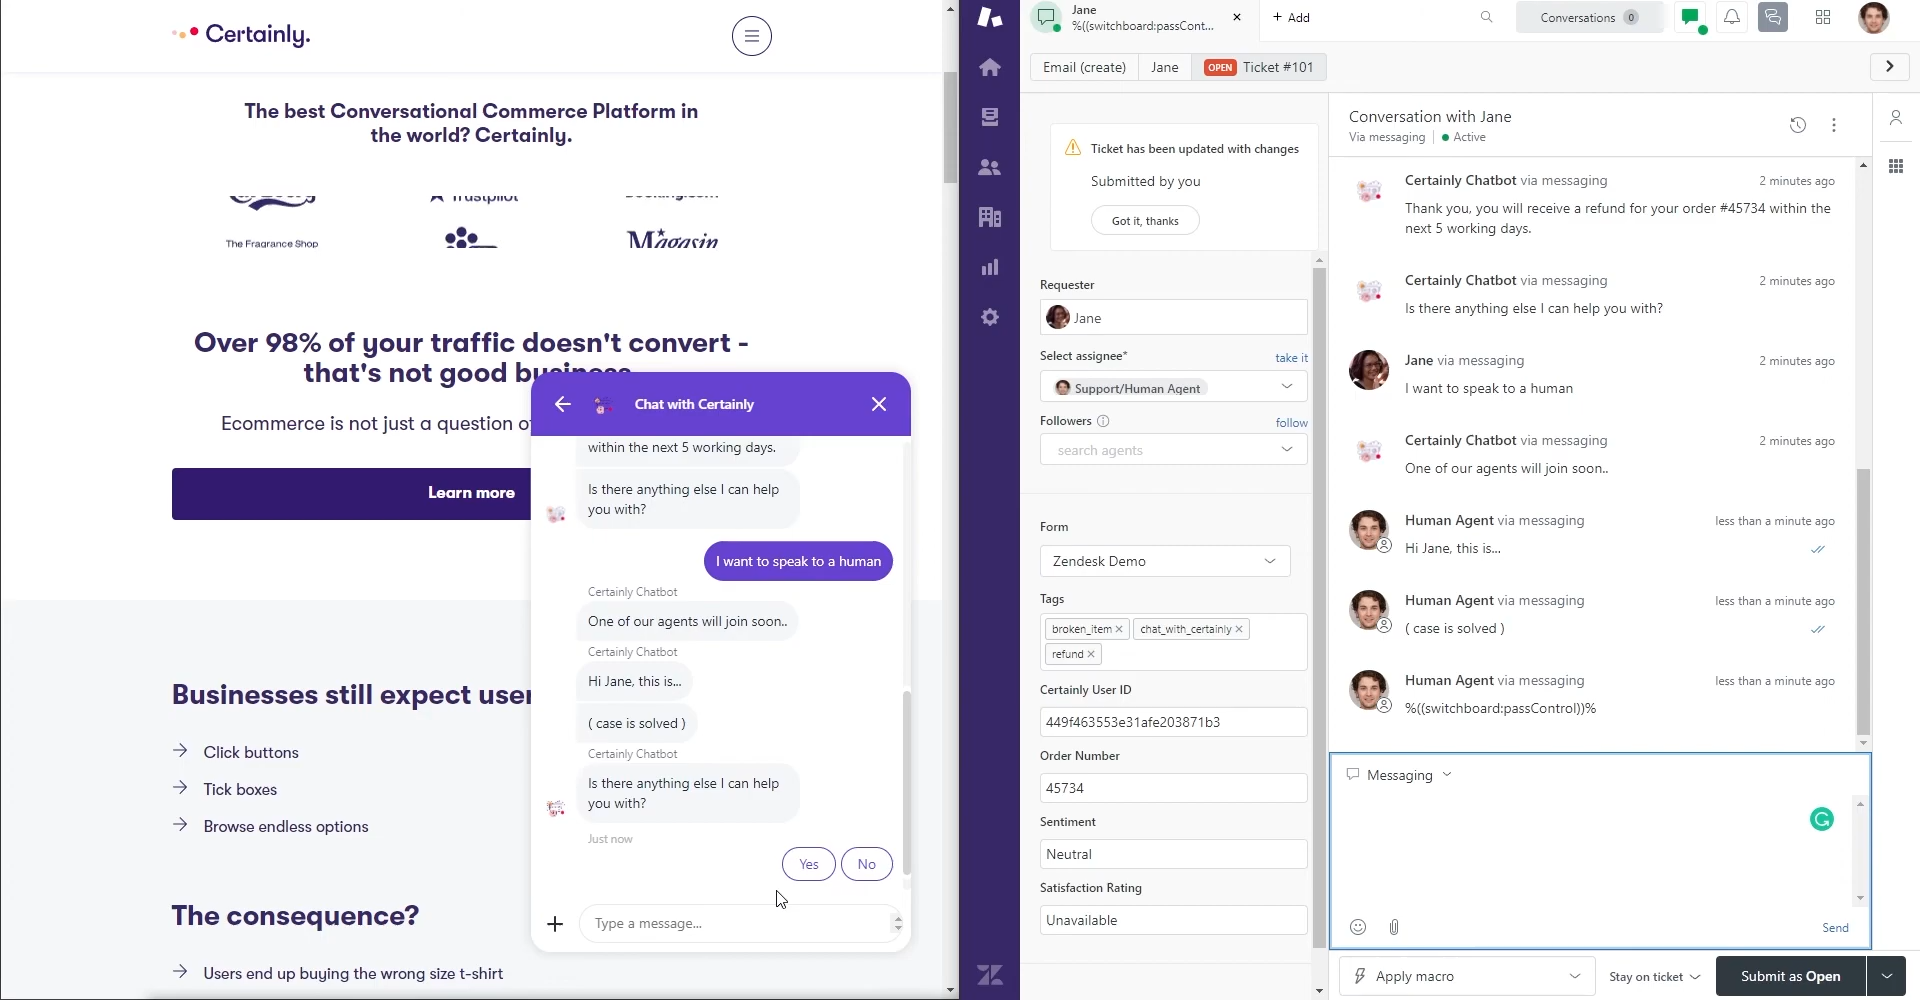 Certainly.
The best Conversational Commerce Platform in
the world? Certainly.
Trustpilot
Booking.com
The Fragrance Shop
Magasin
Over 98% of your traffic doesn't convert -
that's not good business
Ecommerce is not just a question of
Learn more
Businesses still expect user
Click buttons
Tick boxes
Browse endless options
The consequence?
Users end up buying the wrong size t-shirt
Chat with Certainly
within the next 5 working days.
Is there anything else I can help
you with?
I want to speak to a human
Certainly Chatbot
One of our agents will join soon..
Certainly Chatbot
Hi Jane, this is...
( case is solved )
Certainly Chatbot
Is there anything else I can help
you with?
Just now
Yes
No
Type a message...
Jane
%((switchboard:passCont...
+ Add
Conversations 0
Email (create)
Jane
OPEN Ticket #101
Ticket has been updated with changes
Submitted by you
Got it, thanks
Requester
Jane
Select assignee*
take it
Support/Human Agent
Followers
follow
search agents
Form
Zendesk Demo
Tags
broken_item
chat_with_certainly
refund
Certainly User ID
449f463553e31afe203871b3
Order Number
45734
Sentiment
Neutral
Satisfaction Rating
Unavailable
Conversation with Jane
Via messaging
Active
Certainly Chatbot via messaging
2 minutes ago
Thank you, you will receive a refund for your order #45734 within the
next 5 working days.
Certainly Chatbot via messaging
2 minutes ago
Is there anything else I can help you with?
Jane via messaging
2 minutes ago
I want to speak to a human
Certainly Chatbot via messaging
2 minutes ago
One of our agents will join soon..
Human Agent via messaging
less than a minute ago
Hi Jane, this is...
Human Agent via messaging
less than a minute ago
( case is solved )
Human Agent via messaging
less than a minute ago
%((switchboard:passControl))%
Messaging
Send
Apply macro
Stay on ticket
Submit as Open